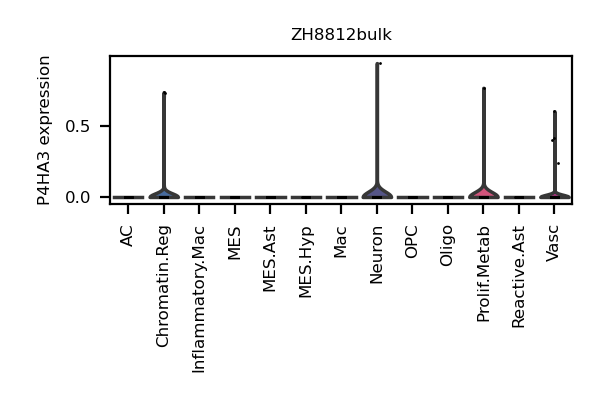 ZH8812bulk
P4HA3 expression
0.5
0.0
AC
Chromatin.Reg
Inflammatory.Mac
MES
MES.Ast
MES.Hyp
Mac
Neuron
OPC
Oligo
Prolif.Metab
Reactive.Ast
Vasc